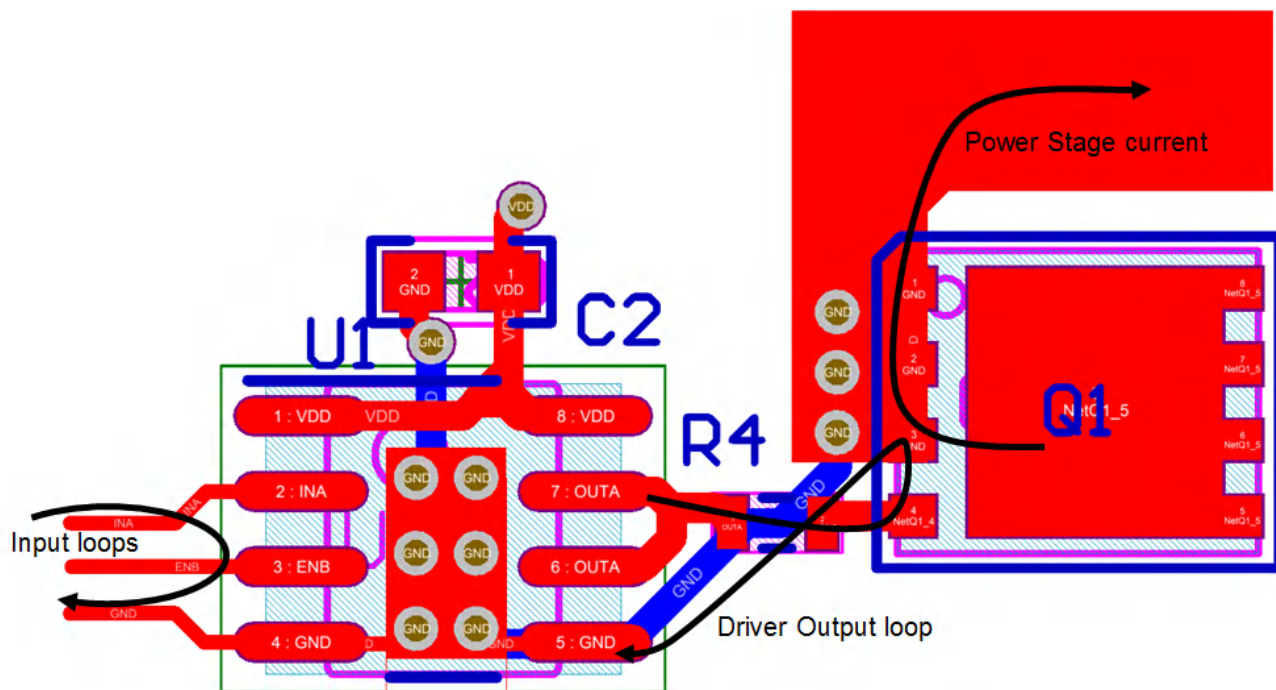 Power Stage current
VDD
2
GND
1
VDD
C2
VDD
U1
GND
1 : VDD
VDD
8 : VDD
R4
1
GND
2
GND
3
GND
4
NetQ1_4
GND
GND
GND
Q1
NetQ1_5
8
NetQ1_5
7
NetQ1_5
6
NetQ1_5
5
NetQ1_5
2 : INA
INA
INA
GND
GND
7 : OUTA
OUTA
GND
Input loops
3 : ENB
ENB
GND
GND
6 : OUTA
GND
GND
4 : GND
GND
GND
GND
5 : GND
Driver Output loop